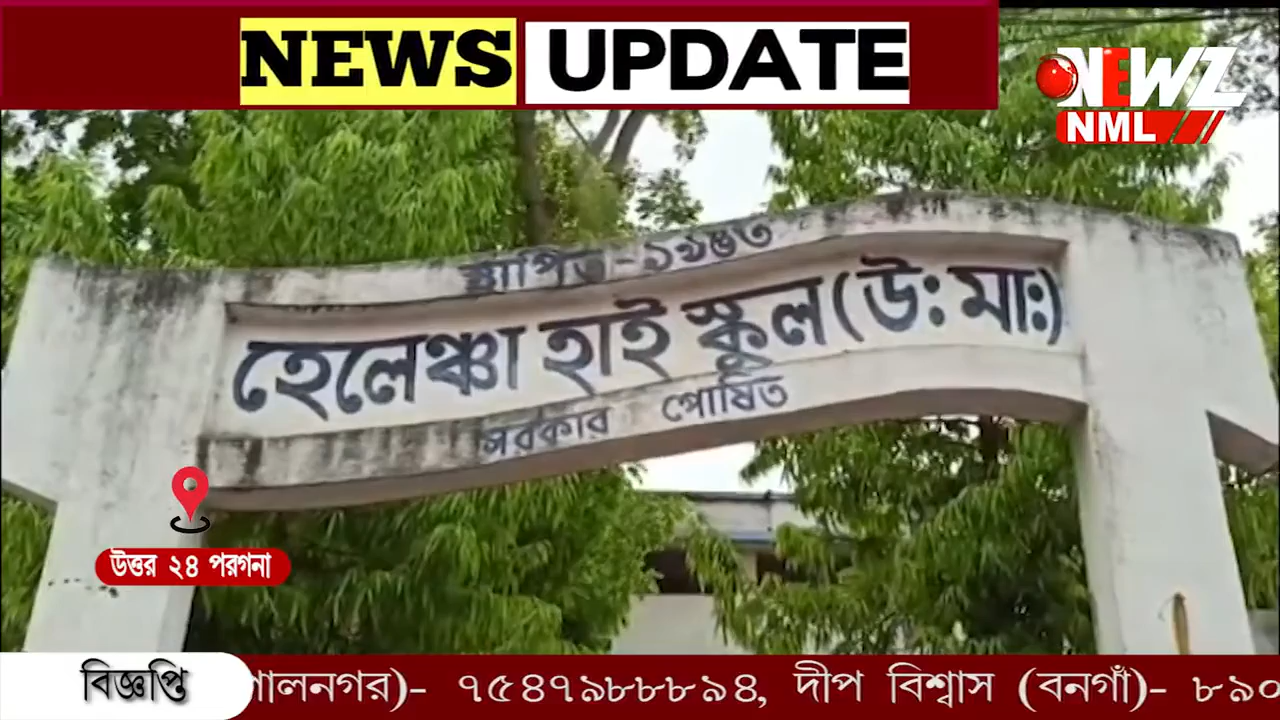 NEWS UPDATE
NEWZ
NML
স্থাপিত-১৯৬৩
হেলেঞ্চা হাই স্কুল (উঃ মাঃ)
সরকার পোষিত
উত্তর ২৪ পরগনা
বিজ্ঞপ্তি
পালনগর)- ৭৫৪৭৯৮৮৮৯৪, দীপ বিশ্বাস (বনগাঁ)- ৮৯০